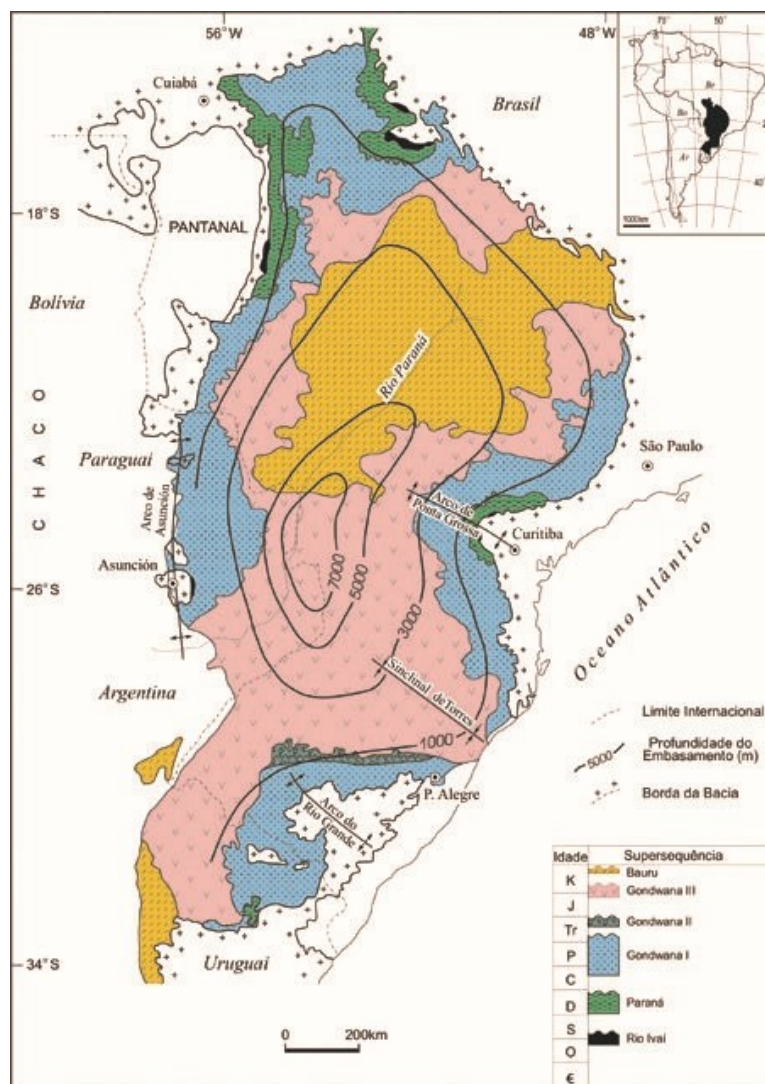 56°W
48°W
Cuiabá
Brasil
18°S
PANTANAL
Bolívia
Rio Paraná
CHACO
Paraguai
Arco de
Asunción
São Paulo
Arco de
Ponta Grossa
Curitiba
Asunción
26°S
7000
5000
3000
Oceano Atlântico
Argentina
Sinclinal de Torres
1000
P. Alegre
Arco do
Rio Grande
34°S
Uruguai
0
200km
1000km
Limite Internacional
5000
Profundidade do
Embasamento (m)
Borda da Bacia
Idade
Supersequência
K
Bauru
Gondwana III
J
Gondwana II
Tr
P
Gondwana I
C
D
Paraná
S
Rio Ivaí
O
€